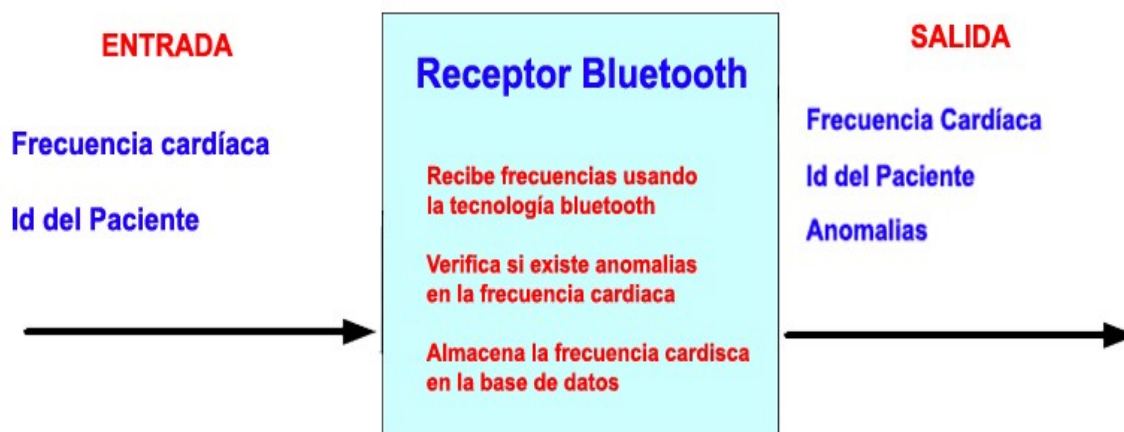 ENTRADA
Frecuencia cardíaca
Id del Paciente
Receptor Bluetooth
Recibe frecuencias usando
la tecnología bluetooth
Verifica si existe anomalias
en la frecuencia cardiaca
Almacena la frecuencia cardisca
en la base de datos
SALIDA
Frecuencia Cardíaca
Id del Paciente
Anomalias